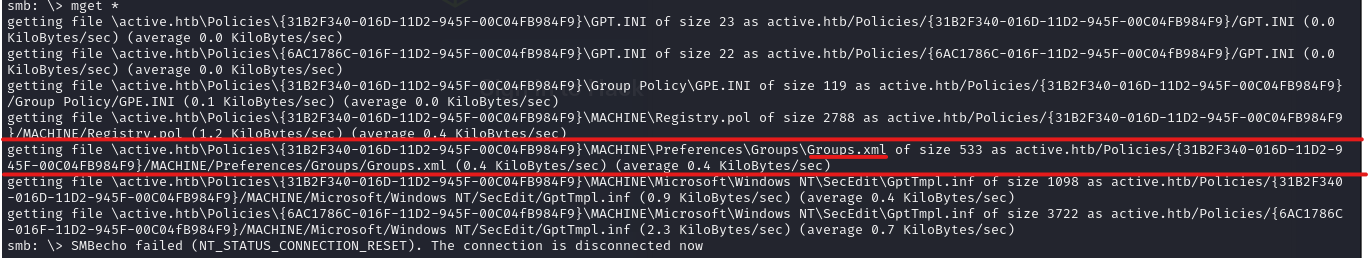 smb: \> mget *
getting file \active.htb\Policies\{31B2F340-016D-11D2-945F-00C04FB984F9}\GPT.INI of size 23 as active.htb/Policies/{31B2F340-016D-11D2-945F-00C04FB984F9}/GPT.INI (0.0
KiloBytes/sec) (average 0.0 KiloBytes/sec)
getting file \active.htb\Policies\{6AC1786C-016F-11D2-945F-00C04fB984F9}\GPT.INI of size 22 as active.htb/Policies/{6AC1786C-016F-11D2-945F-00C04fB984F9}/GPT.INI (0.0
KiloBytes/sec) (average 0.0 KiloBytes/sec)
getting file \active.htb\Policies\{31B2F340-016D-11D2-945F-00C04FB984F9}\Group Policy\GPE.INI of size 119 as active.htb/Policies/{31B2F340-016D-11D2-945F-00C04FB984F9}
/Group Policy/GPE.INI (0.1 KiloBytes/sec) (average 0.0 KiloBytes/sec)
getting file \active.htb\Policies\{31B2F340-016D-11D2-945F-00C04FB984F9}\MACHINE\Registry.pol of size 2788 as active.htb/Policies/{31B2F340-016D-11D2-945F-00C04FB984F9
}/MACHINE/Registry.pol (1.2 KiloBytes/sec) (average 0.4 KiloBytes/sec)
getting file \active.htb\Policies\{31B2F340-016D-11D2-945F-00C04FB984F9}\MACHINE\Preferences\Groups\Groups.xml of size 533 as active.htb/Policies/{31B2F340-016D-11D2-9
45F-00C04FB984F9}/MACHINE/Preferences/Groups/Groups.xml (0.4 KiloBytes/sec) (average 0.4 KiloBytes/sec)
getting file \active.htb\Policies\{31B2F340-016D-11D2-945F-00C04FB984F9}\MACHINE\Microsoft\Windows NT\SecEdit\GptTmpl.inf of size 1098 as active.htb/Policies/{31B2F340
-016D-11D2-945F-00C04FB984F9}/MACHINE/Microsoft/Windows NT/SecEdit/GptTmpl.inf (0.9 KiloBytes/sec) (average 0.4 KiloBytes/sec)
getting file \active.htb\Policies\{6AC1786C-016F-11D2-945F-00C04fB984F9}\MACHINE\Microsoft\Windows NT\SecEdit\GptTmpl.inf of size 3722 as active.htb/Policies/{6AC1786C
-016F-11D2-945F-00C04fB984F9}/MACHINE/Microsoft/Windows NT/SecEdit/GptTmpl.inf (2.3 KiloBytes/sec) (average 0.7 KiloBytes/sec)
smb: \> SMBecho failed (NT_STATUS_CONNECTION_RESET). The connection is disconnected now